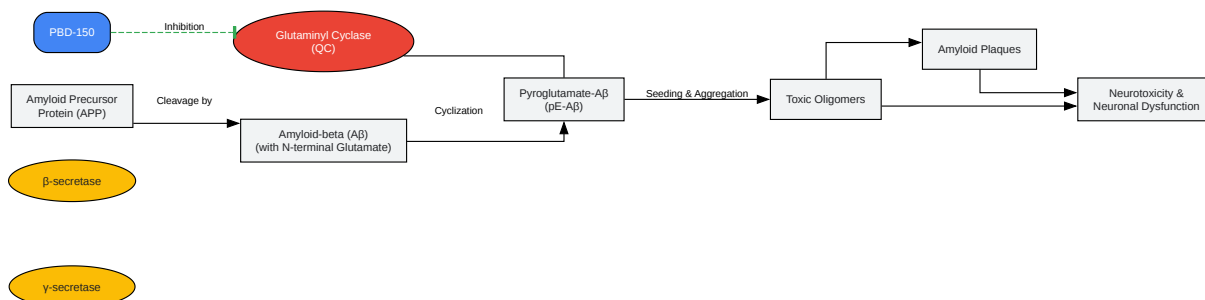 PBD-150
Inhibition
Glutaminyl Cyclase
(QC)
Amyloid Plaques
Amyloid Precursor
Protein (APP)
Cleavage by
Cyclization
Pyroglutamate-Aβ
(pE-Aβ)
Seeding & Aggregation
Toxic Oligomers
Neurotoxicity &
Neuronal Dysfunction
Amyloid-beta (Aβ)
(with N-terminal Glutamate)
β-secretase
γ-secretase